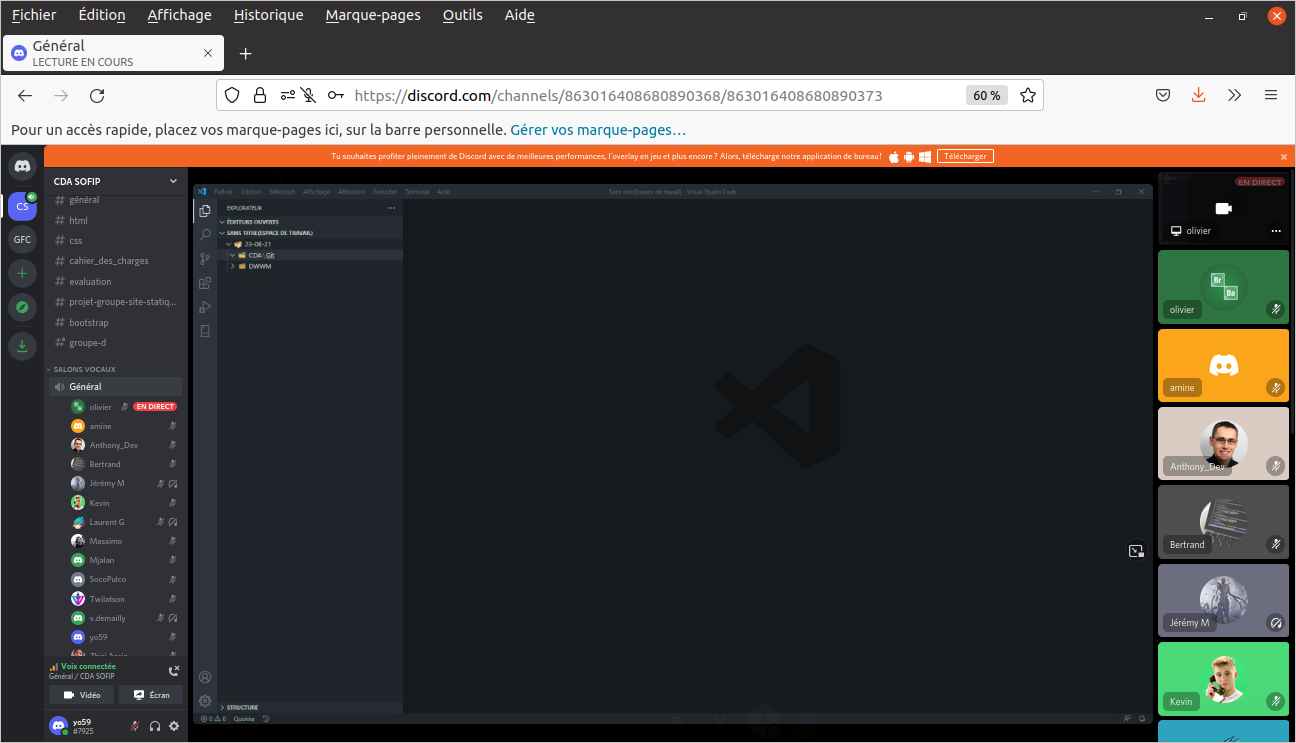 Fichier Édition Affichage Historique Marque-pages Outils Aide
Général
LECTURE EN COURS
https://discord.com/channels/863016408680890368/863016408680890373 60 %
Pour un accès rapide, placez vos marque-pages ici, sur la barre personnelle. Gérer vos marque-pages…
Tu souhaites profiter pleinement de Discord avec de meilleures performances, l'overlay en jeu et plus encore ? Alors, télécharge notre application de bureau ! Télécharger
CS
GFC
CDA SOFIP
# général
# html
# css
# cahier_des_charges
# evaluation
# projet-groupe-site-statiq...
# bootstrap
# groupe-d
SALONS VOCAUX
Général
olivier EN DIRECT
amine
Anthony_Dev
Bertrand
Jérémy M
Kevin
Laurent G
Massimo
Mjalan
SocoPulco
Twilatson
v.demailly
yo59
Voix connectée
Général / CDA SOFIP
Vidéo Écran
yo59
#7925
Fichier Edition Sélection Affichage Atteindre Exécuter Terminal Aide Sans titre(Espace de travail) - Visual Studio Code
EXPLORATEUR ...
ÉDITEURS OUVERTS
SANS TITRE(ESPACE DE TRAVAIL)
23-08-21
CDA \ Git
DWWM
STRUCTURE
0 0 Quokka
EN DIRECT
olivier
Br
Ba
olivier
amine
Anthony_Dev
Bertrand
Jérémy M
Kevin